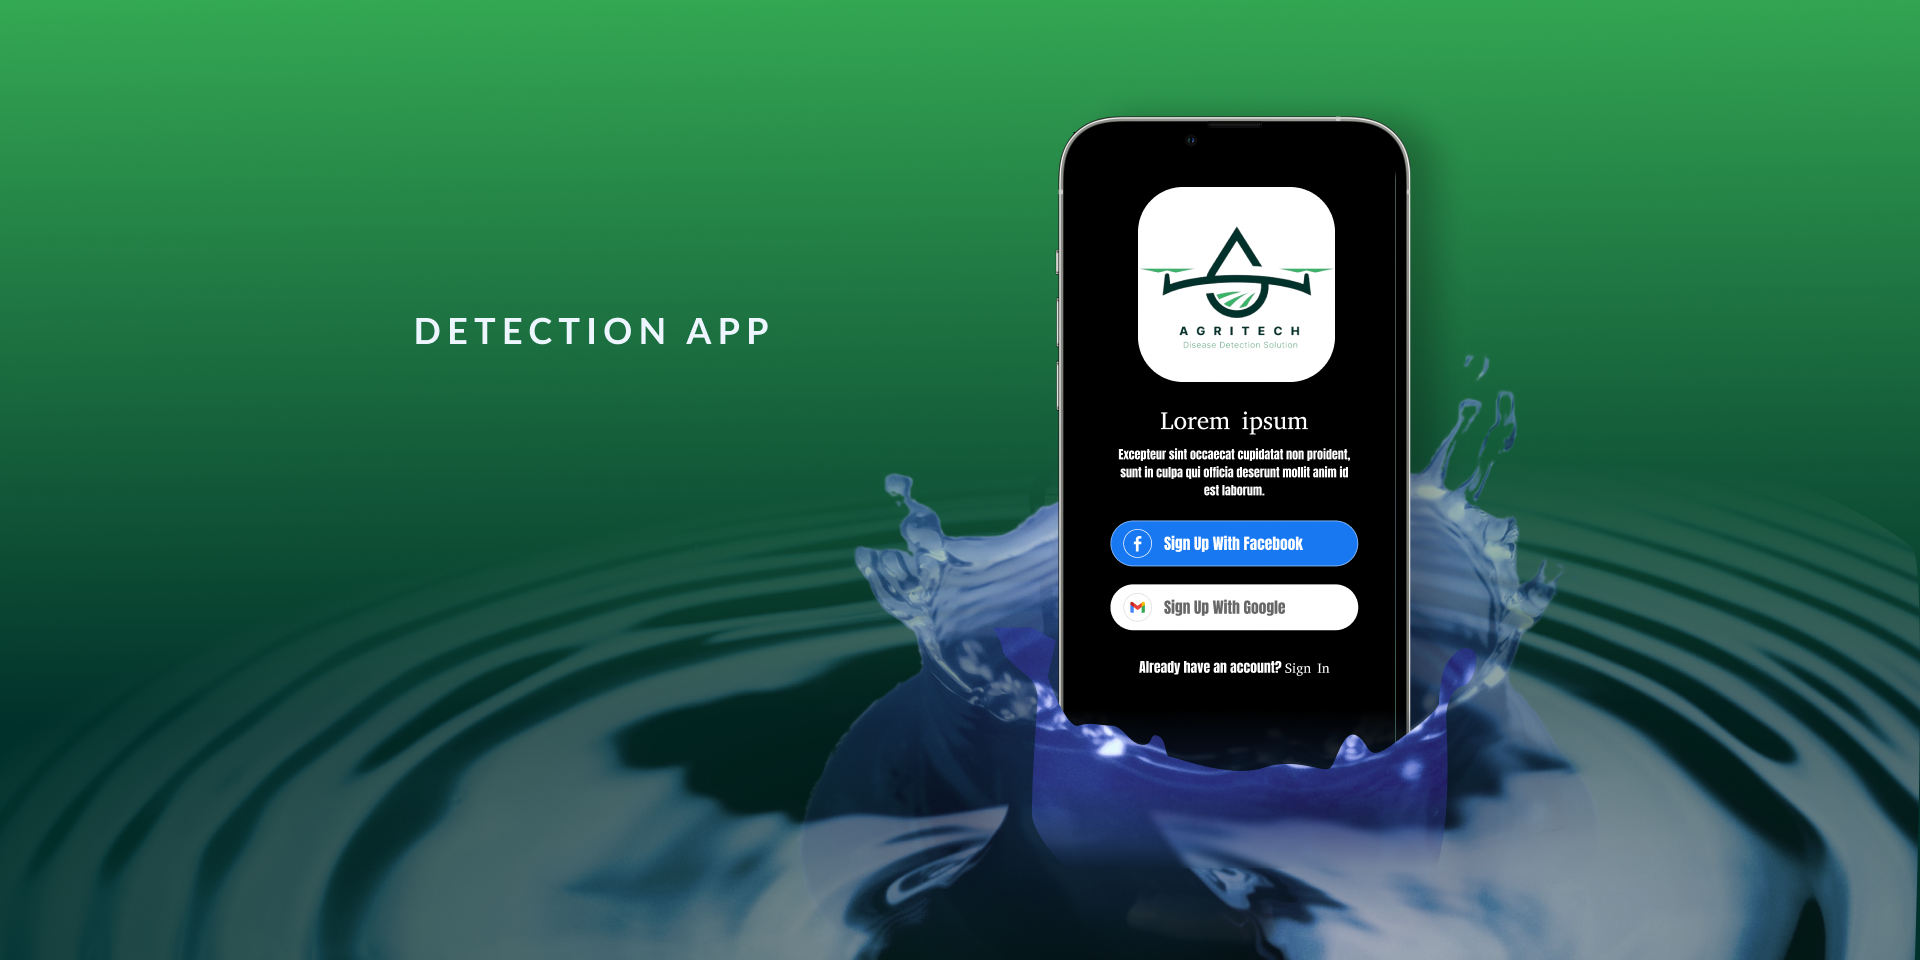 DETECTION APP
AGRITECH
Disease Detection Solution
Lorem ipsum
Excepteur sint occaecat cupidatat non proident,
sunt in culpa qui officia deserunt mollit anim id
est laborum.
Sign Up With Facebook
Sign Up With Google
Already have an account? Sign In